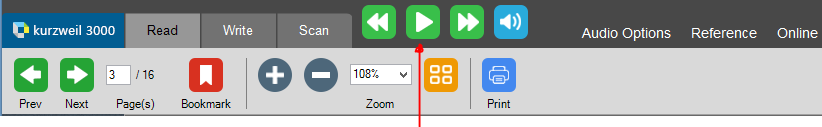 kurzweil 3000 Read Write Scan Audio Options Reference Online
3 / 16 108%
Prev Next Page(s) Bookmark Zoom Print